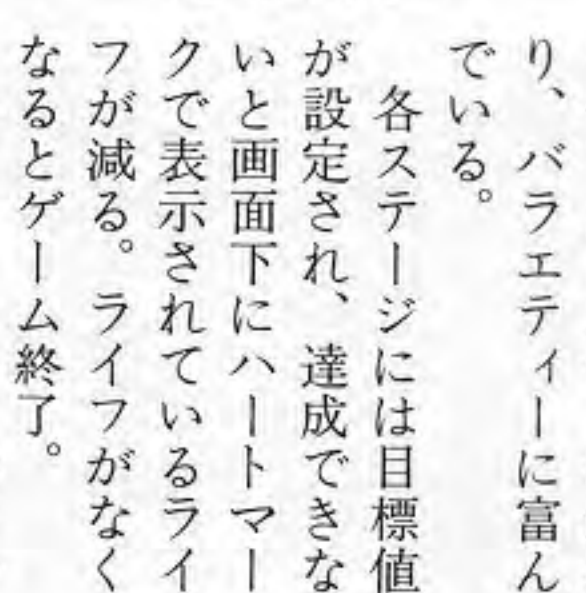 り、バラエティーに富ん
でいる。
各ステージには目標値
が設定され、達成できな
いと画面下にハートマー
クで表示されているライ
フが減る。ライフがなく
なるとゲーム終了。